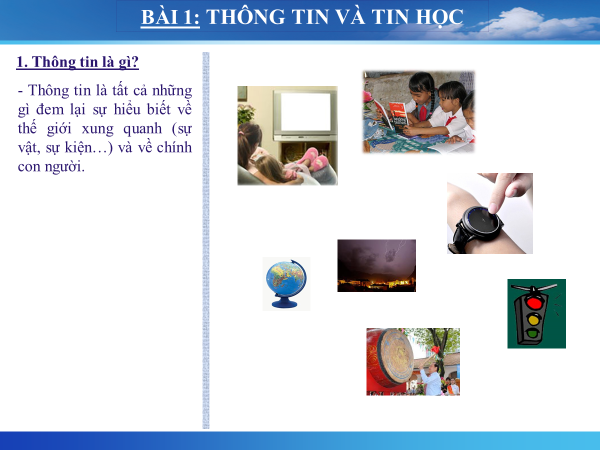 BÀI 1: THÔNG TIN VÀ TIN HỌC
1. Thông tin là gì?
- Thông tin là tất cả những
gì đem lại sự hiểu biết về
thế giới xung quanh (sự
vật, sự kiện…) và về chính
con người.